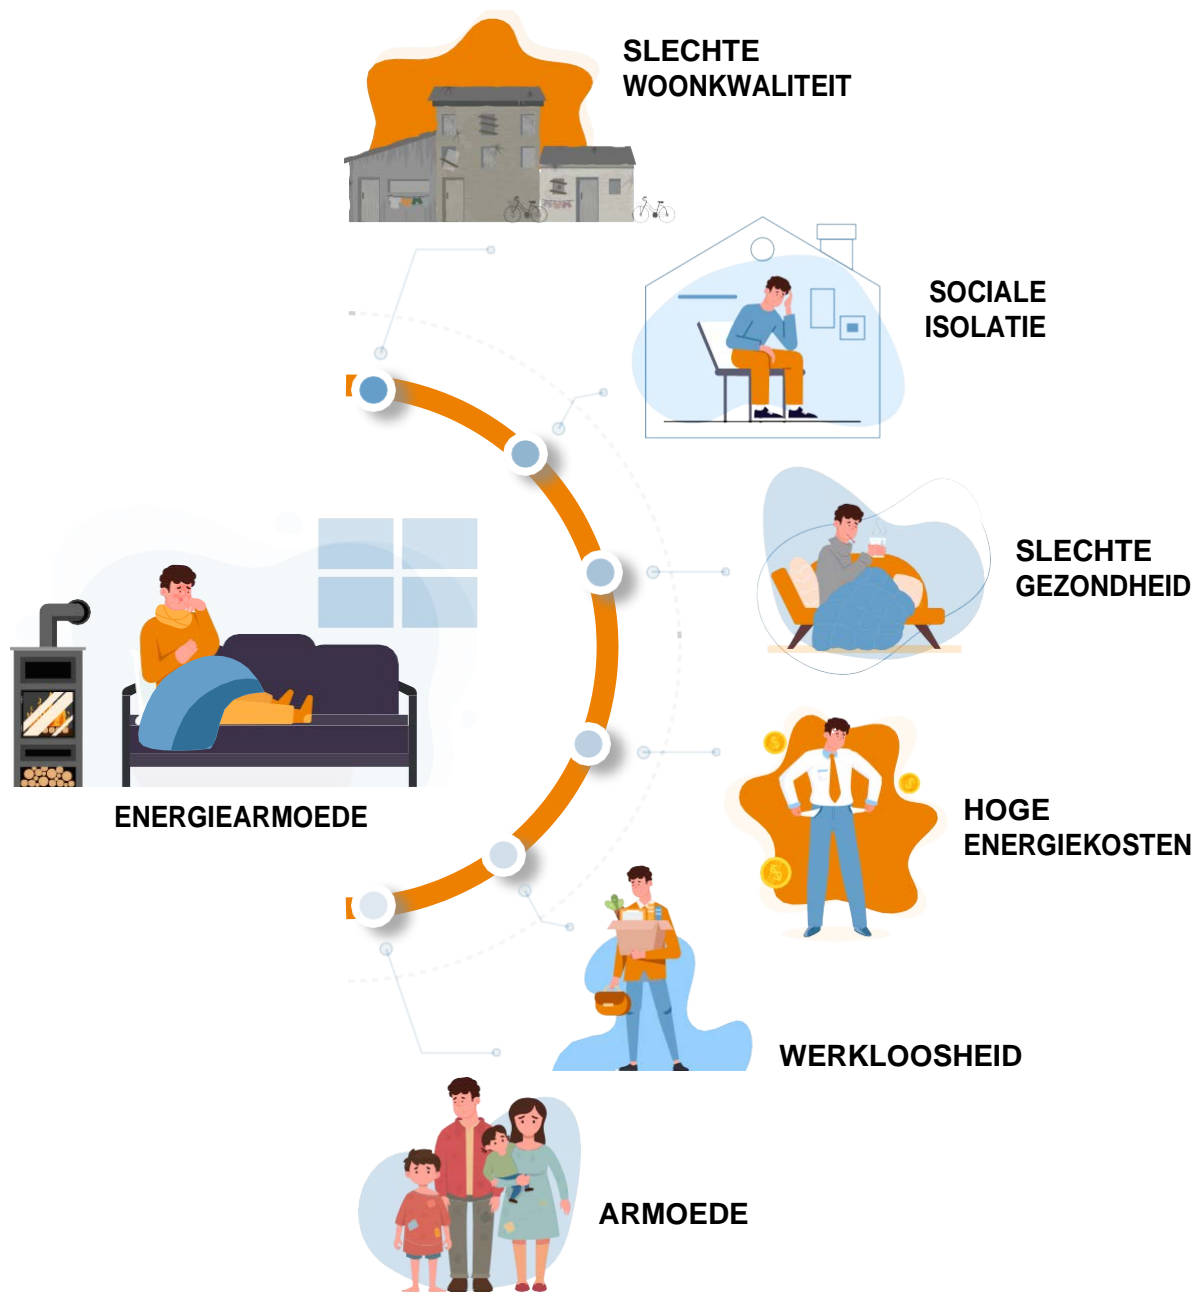 SLECHTE
WOONKWALITEIT
SOCIALE
ISOLATIE
SLECHTE
GEZONDHEID
ENERGIEARMOEDE
HOGE
ENERGIEKOSTEN
WERKLOOSHEID
ARMOEDE